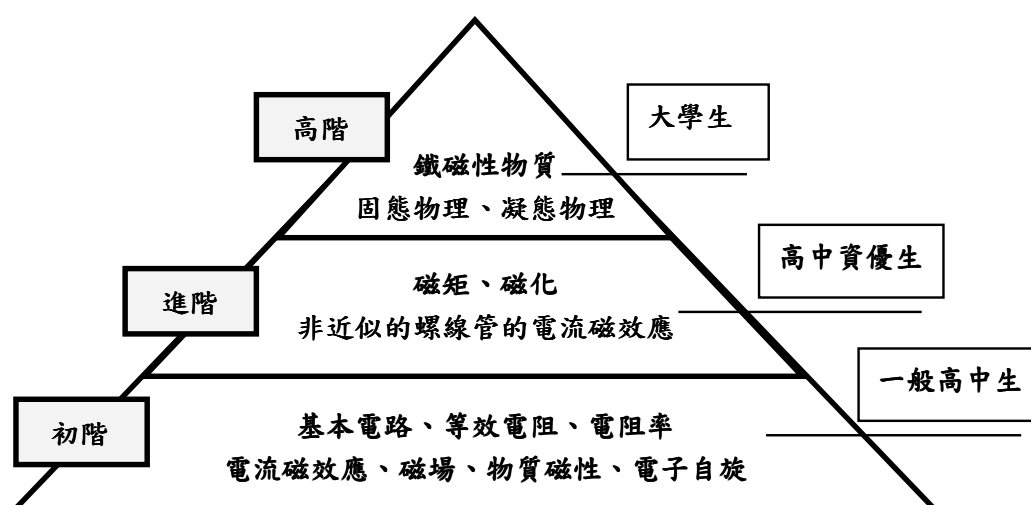 高階
大學生
鐵磁性物質
固態物理、凝態物理
高中資優生
進階
磁矩、磁化
非近似的螺線管的電流磁效應
一般高中生
初階
基本電路、等效電阻、電阻率
電流磁效應、磁場、物質磁性、電子自旋